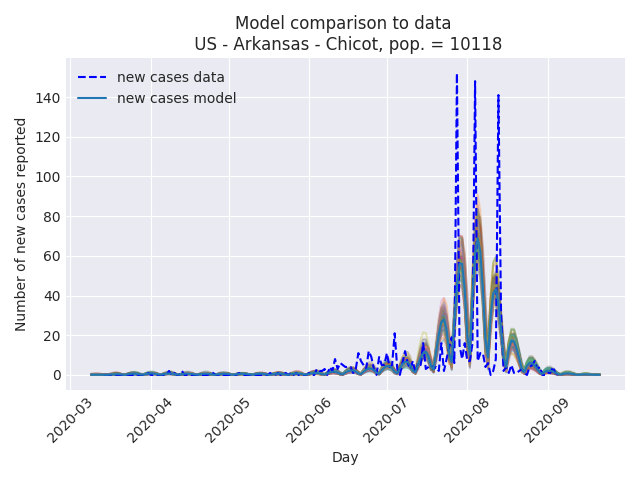 Model comparison to data
US - Arkansas - Chicot, pop. = 10118
new cases data
new cases model
Number of new cases reported
140
120
100
80
60
40
20
0
2020-03
2020-04
2020-05
2020-06
2020-07
2020-08
2020-09
Day